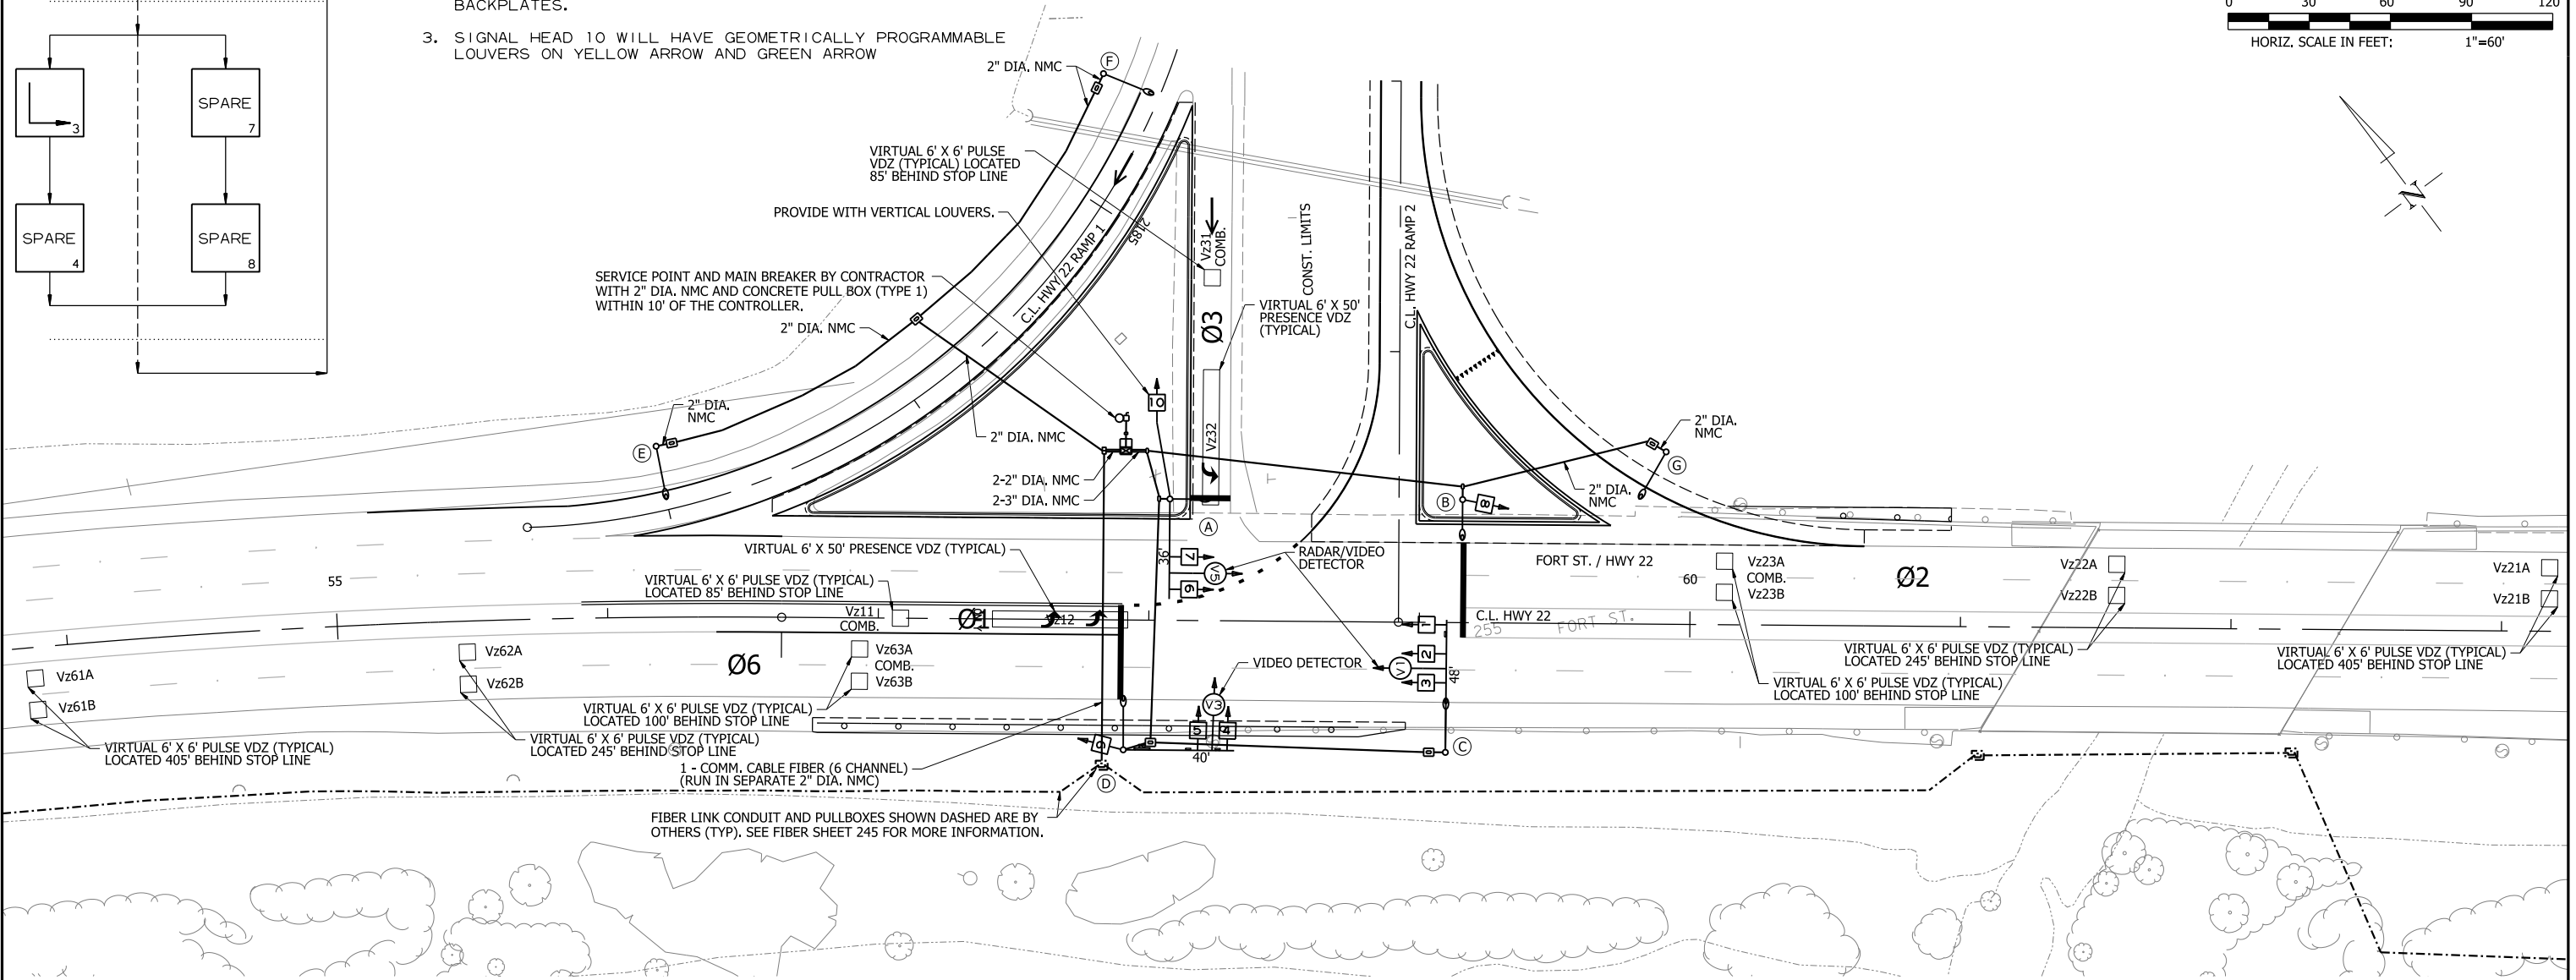 BACKPLATES.
3. SIGNAL HEAD 10 WILL HAVE GEOMETRICALLY PROGRAMMABLE
LOUVERS ON YELLOW ARROW AND GREEN ARROW
0 30 60 90 120
HORIZ. SCALE IN FEET: 1"=60'
N
3
SPARE
7
SPARE
4
SPARE
8
2" DIA. NMC
F
VIRTUAL 6' X 6' PULSE
VDZ (TYPICAL) LOCATED
85' BEHIND STOP LINE
PROVIDE WITH VERTICAL LOUVERS.
SERVICE POINT AND MAIN BREAKER BY CONTRACTOR
WITH 2" DIA. NMC AND CONCRETE PULL BOX (TYPE 1)
WITHIN 10' OF THE CONTROLLER.
2" DIA. NMC
C.L. HWY 22 RAMP 1
2185
Vz31
COMB.
Ø3
CONST. LIMITS
C.L. HWY 22 RAMP 2
VIRTUAL 6' X 50'
PRESENCE VDZ
(TYPICAL)
2" DIA.
NMC
E
10
Vz32
2" DIA. NMC
2-2" DIA. NMC
2-3" DIA. NMC
A
B
8
2" DIA.
NMC
2" DIA.
NMC
G
VIRTUAL 6' X 50' PRESENCE VDZ (TYPICAL)
36'
7
V5
6
RADAR/VIDEO
DETECTOR
FORT ST. / HWY 22
55
VIRTUAL 6' X 6' PULSE VDZ (TYPICAL)
LOCATED 85' BEHIND STOP LINE
Vz11
COMB.
Ø1
Vz12
60
Vz23A
COMB.
Vz23B
Ø2
Vz22A
Vz22B
Vz21A
Vz21B
C.L. HWY 22
255
FORT ST.
1
2
3
V1
48'
Vz61A
Vz61B
Vz62A
Vz62B
Ø6
Vz63A
COMB.
Vz63B
VIDEO DETECTOR
V3
5
4
40'
9
C
D
VIRTUAL 6' X 6' PULSE VDZ (TYPICAL)
LOCATED 245' BEHIND STOP LINE
VIRTUAL 6' X 6' PULSE VDZ (TYPICAL)
LOCATED 405' BEHIND STOP LINE
VIRTUAL 6' X 6' PULSE VDZ (TYPICAL)
LOCATED 100' BEHIND STOP LINE
VIRTUAL 6' X 6' PULSE VDZ (TYPICAL)
LOCATED 100' BEHIND STOP LINE
VIRTUAL 6' X 6' PULSE VDZ (TYPICAL)
LOCATED 245' BEHIND STOP LINE
VIRTUAL 6' X 6' PULSE VDZ (TYPICAL)
LOCATED 405' BEHIND STOP LINE
1 - COMM. CABLE FIBER (6 CHANNEL)
(RUN IN SEPARATE 2" DIA. NMC)
FIBER LINK CONDUIT AND PULLBOXES SHOWN DASHED ARE BY
OTHERS (TYP). SEE FIBER SHEET 245 FOR MORE INFORMATION.